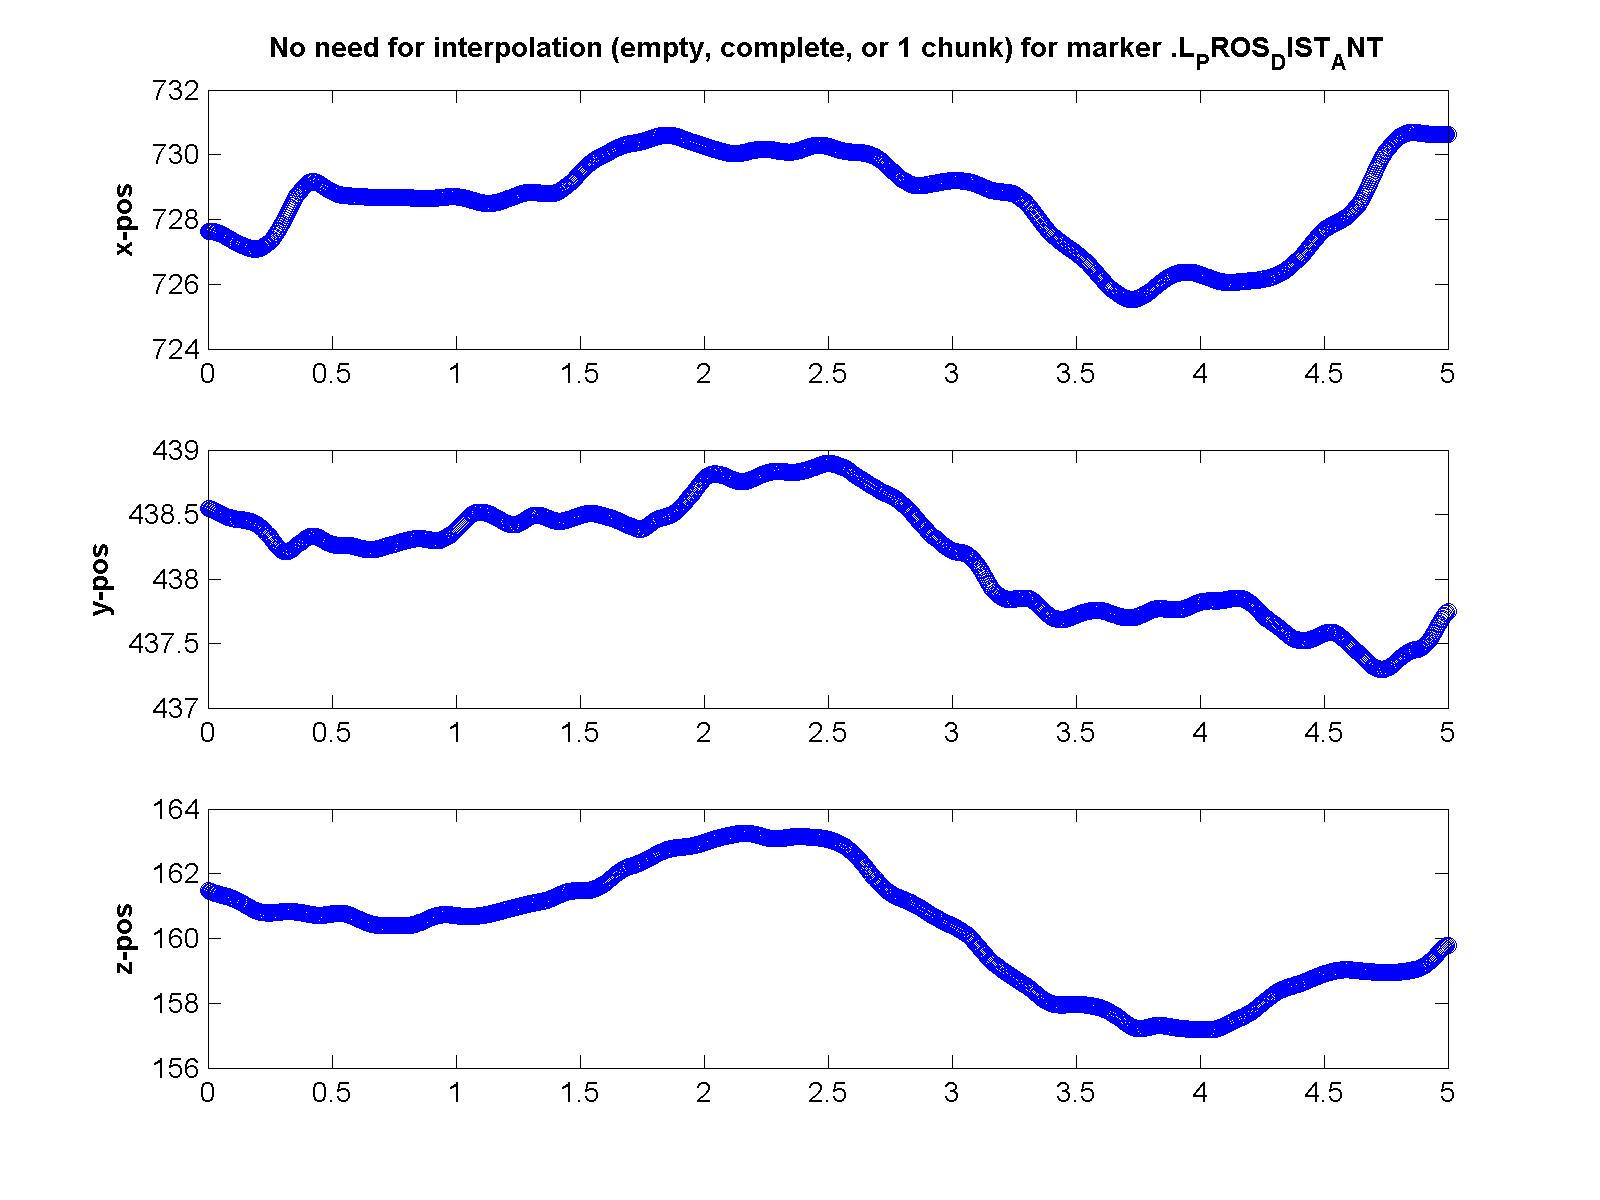 No need for interpolation (empty, complete, or 1 chunk) for marker .L_PROS_DIST_ANT
732
730
728
726
724
x-pos
0 0.5 1 1.5 2 2.5 3 3.5 4 4.5 5
439
438.5
438
437.5
437
y-pos
0 0.5 1 1.5 2 2.5 3 3.5 4 4.5 5
164
162
160
158
156
z-pos
0 0.5 1 1.5 2 2.5 3 3.5 4 4.5 5